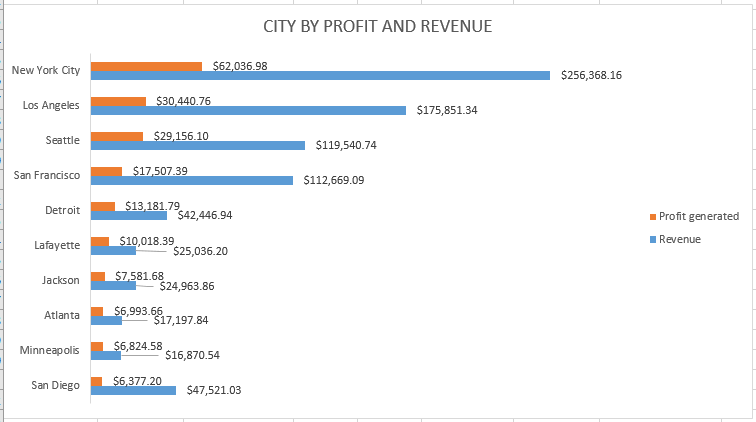 CITY BY PROFIT AND REVENUE
New York City
$62,036.98
$256,368.16
Los Angeles
$30,440.76
$175,851.34
Seattle
$29,156.10
$119,540.74
San Francisco
$17,507.39
$112,669.09
Detroit
$13,181.79
$42,446.94
Lafayette
$10,018.39
$25,036.20
Jackson
$7,581.68
$24,963.86
Atlanta
$6,993.66
$17,197.84
Minneapolis
$6,824.58
$16,870.54
San Diego
$6,377.20
$47,521.03
Profit generated
Revenue